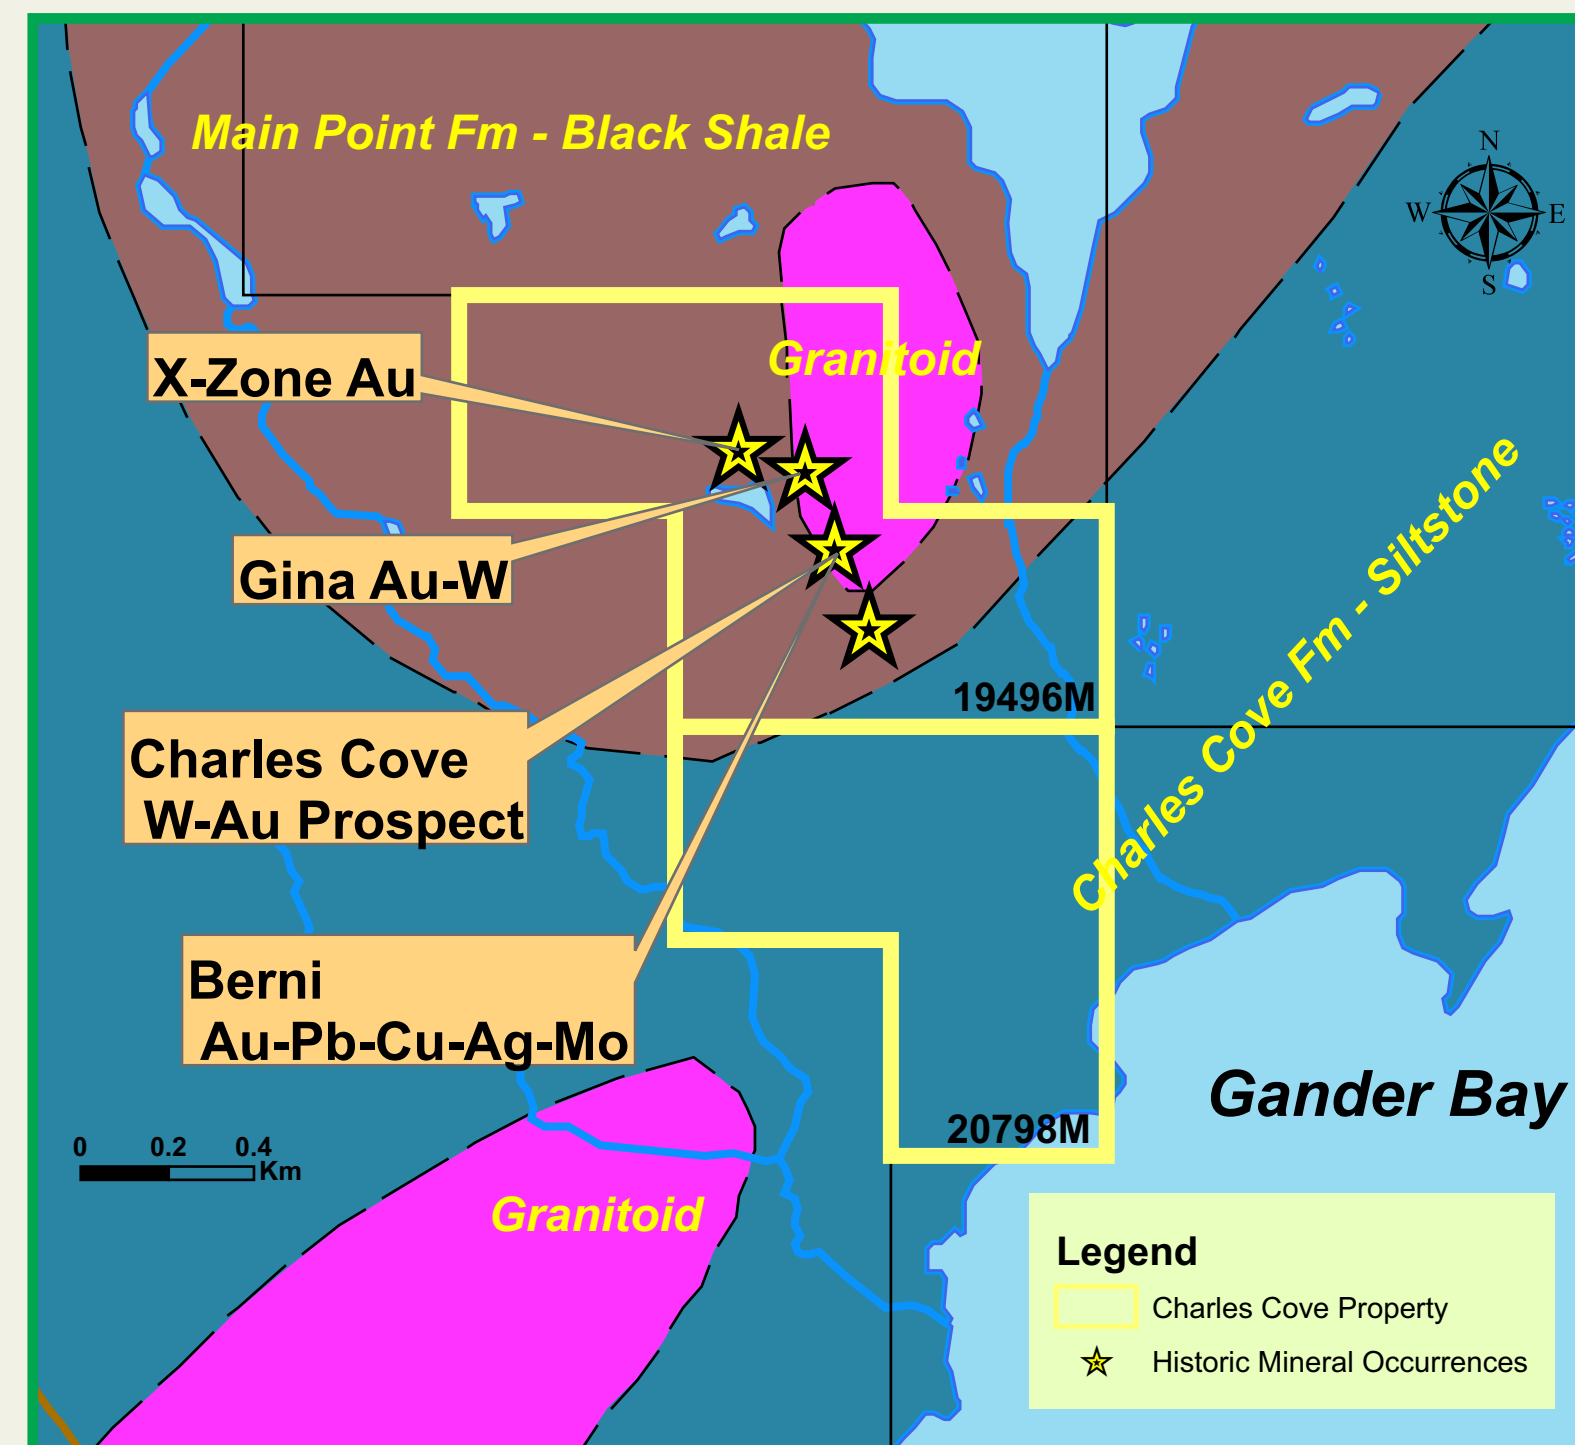 Main Point Fm - Black Shale
N
W
E
S
Granitoid
X-Zone Au
Gina Au-W
Charles Cove Fm - Siltstone
19496M
Charles Cove
W-Au Prospect
Berni
Au-Pb-Cu-Ag-Mo
Gander Bay
20798M
0 0.2 0.4
Km
Granitoid
Legend
Charles Cove Property
Historic Mineral Occurrences